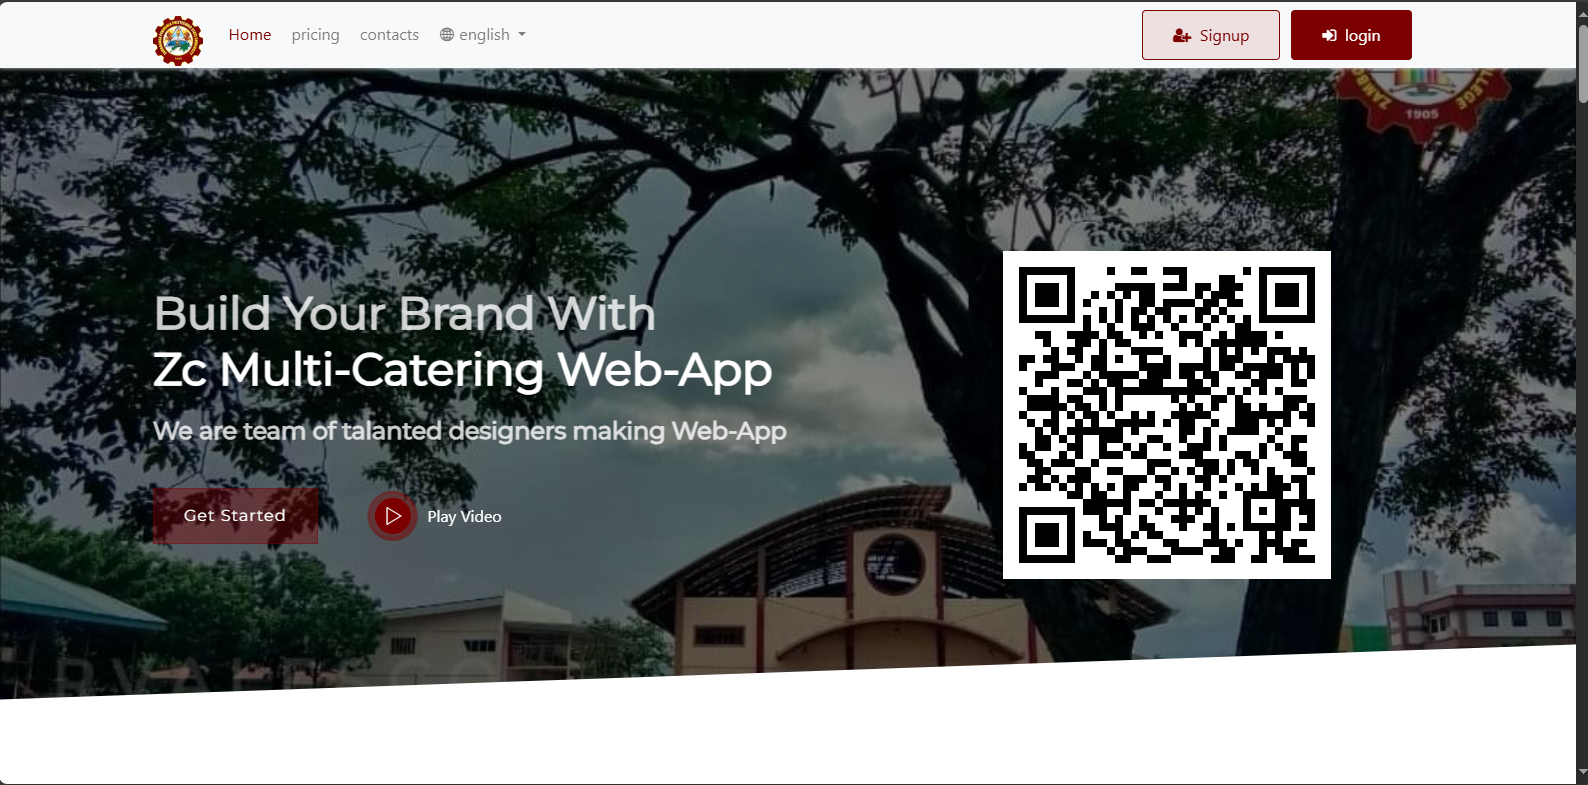 Home
pricing
contacts
english
Signup
login
1905
Build Your Brand With
Zc Multi-Catering Web-App
We are team of talanted designers making Web-App
Get Started
Play Video